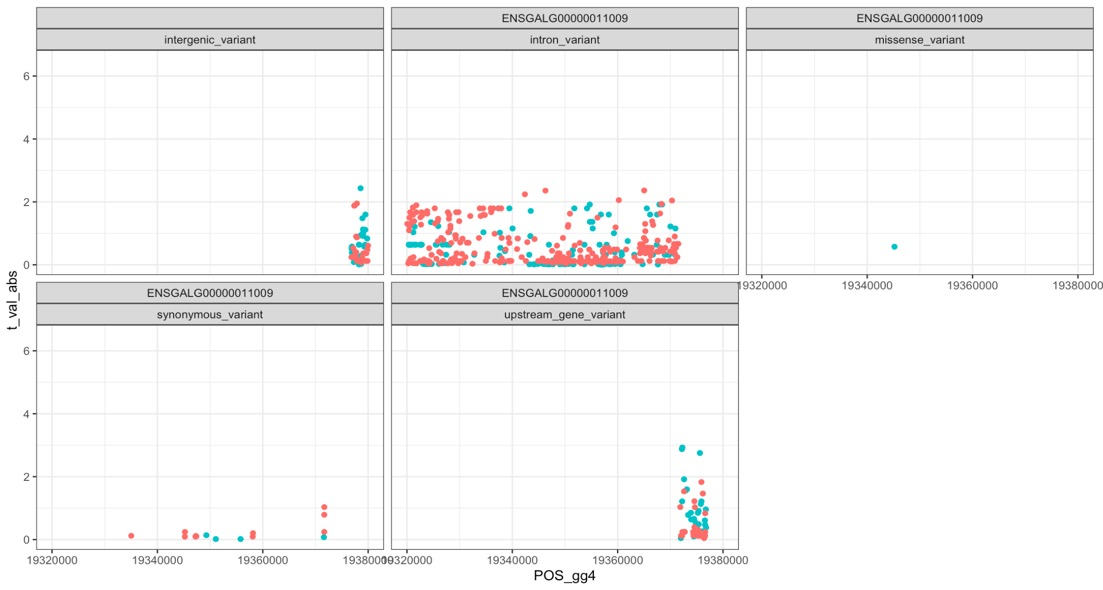 ENSGALG00000011009
ENSGALG00000011009
intergenic_variant
intron_variant
missense_variant
6
4
2
0
19320000
19340000
19360000
19380000
ENSGALG00000011009
ENSGALG00000011009
synonymous_variant
upstream_gene_variant
6
4
2
0
19320000
19340000
19360000
19380000
19320000
19340000
19360000
19380000
POS_gg4
t_val_abs